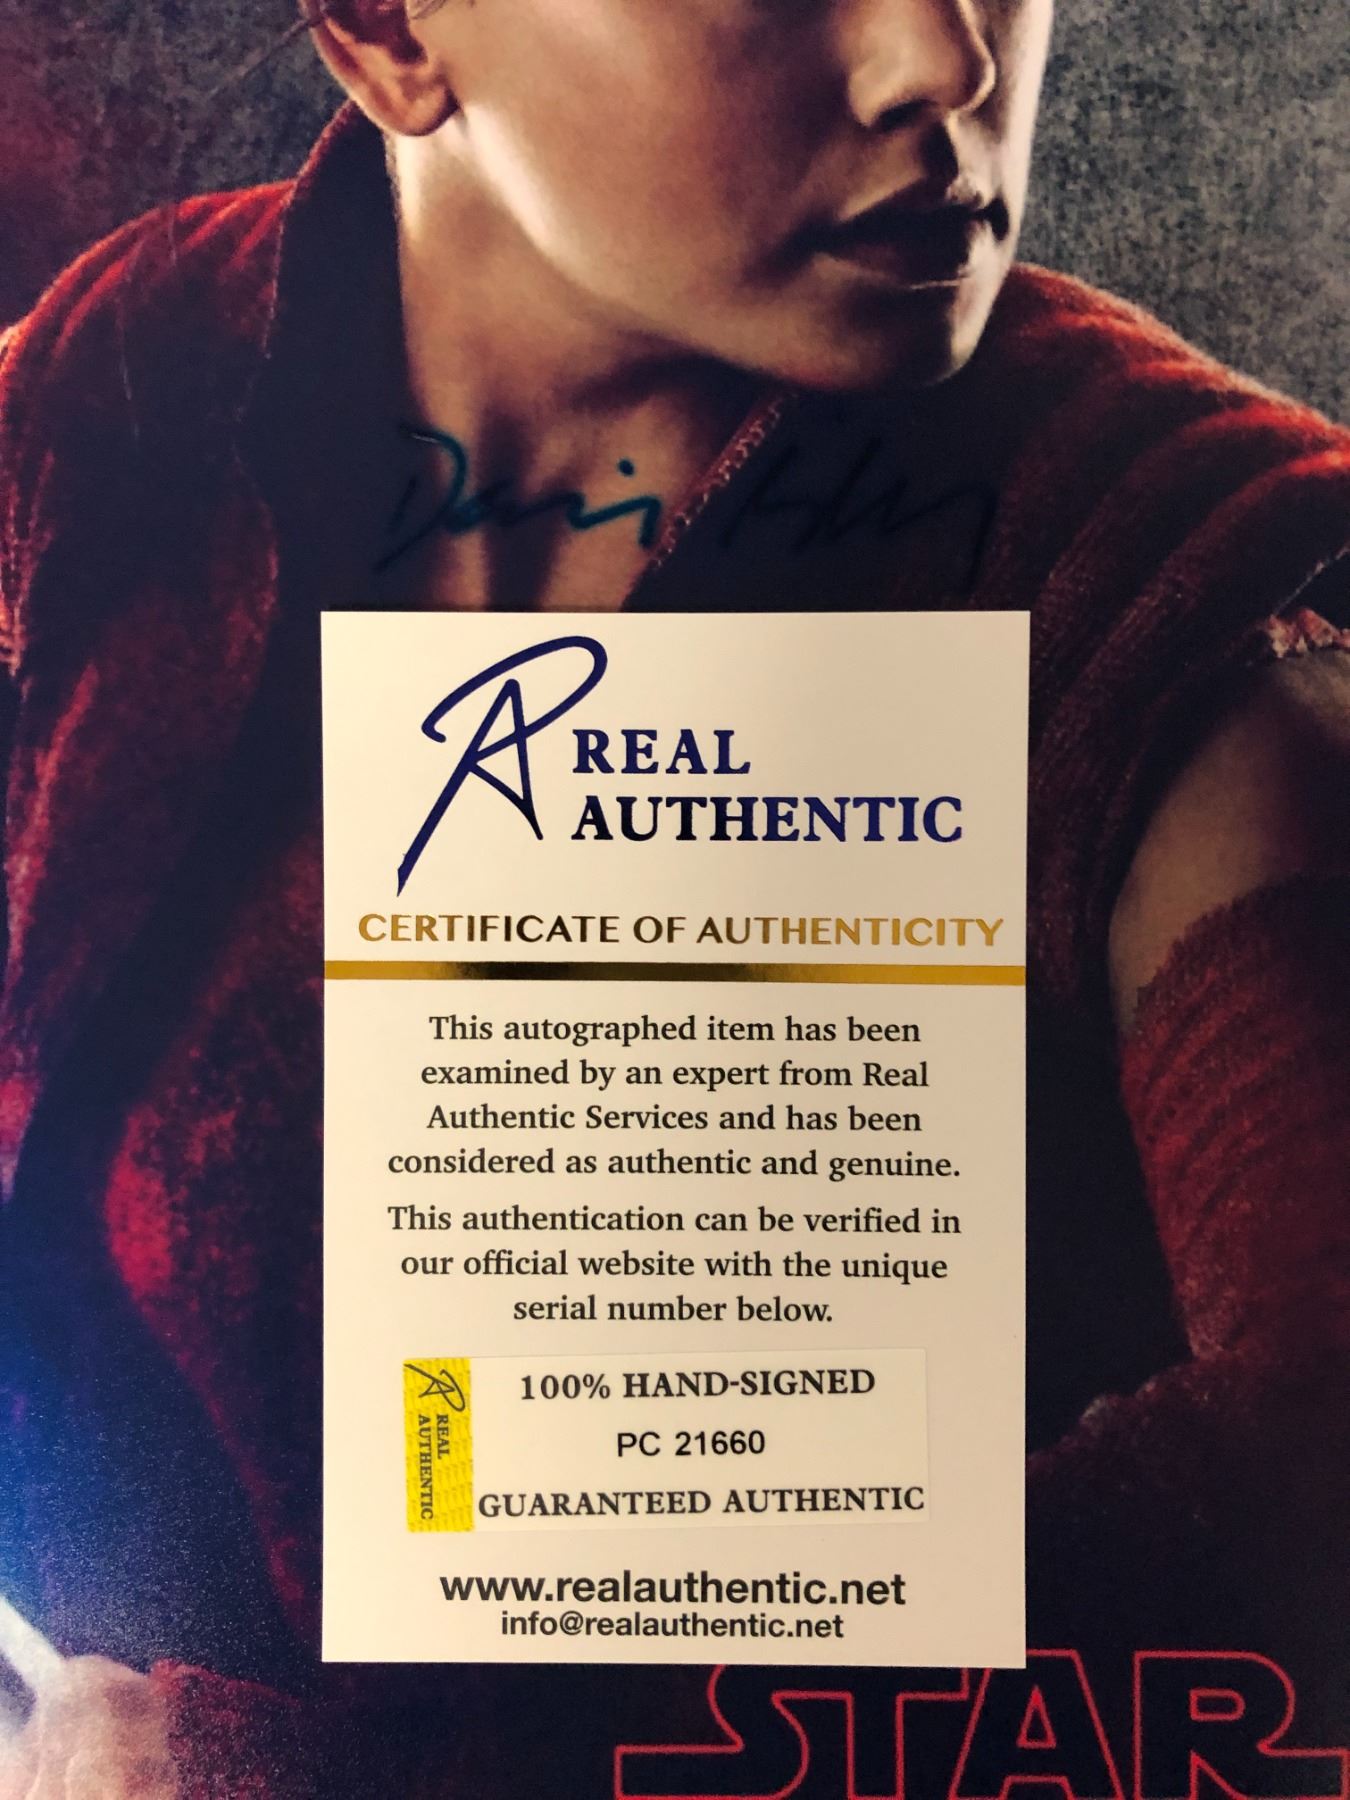 REAL
AUTHENTIC
CERTIFICATE OF AUTHENTICITY
This autographed item has been
examined by an expert from Real
Authentic Services and has been
considered as authentic and genuine.
This authentication can be verified in
our official website with the unique
serial number below.
REAL
AUTHENTIC
100% HAND-SIGNED
PC 21660
GUARANTEED AUTHENTIC
www.realauthentic.net
info@realauthentic.net
STAR